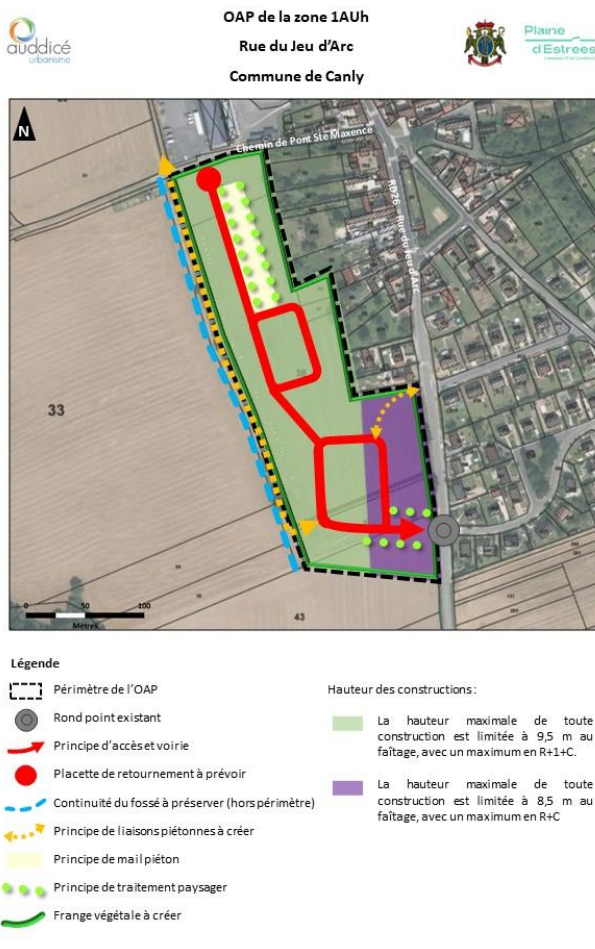 OAP de la zone 1AUh
Rue du Jeu d'Arc
Commune de Canly
auddicé
urbanisme
Plaine
d'Estrées
N
Chemin de Pont Ste Maxence
RD26 - Rue du Jeu d'Arc
38
33
43
0 50 100
Mètres
Légende
Périmètre de l'OAP
Rond point existant
Principe d'accès et voirie
Placette de retournement à prévoir
Continuité du fossé à préserver (hors périmètre)
Principe de liaisons piétonnes à créer
Principe de mail piéton
Principe de traitement paysager
Frange végétale à créer
Hauteur des constructions :
La hauteur maximale de toute
construction est limitée à 9,5 m au
faîtage, avec un maximum en R+1+C.
La hauteur maximale de toute
construction est limitée à 8,5 m au
faîtage, avec un maximum en R+C